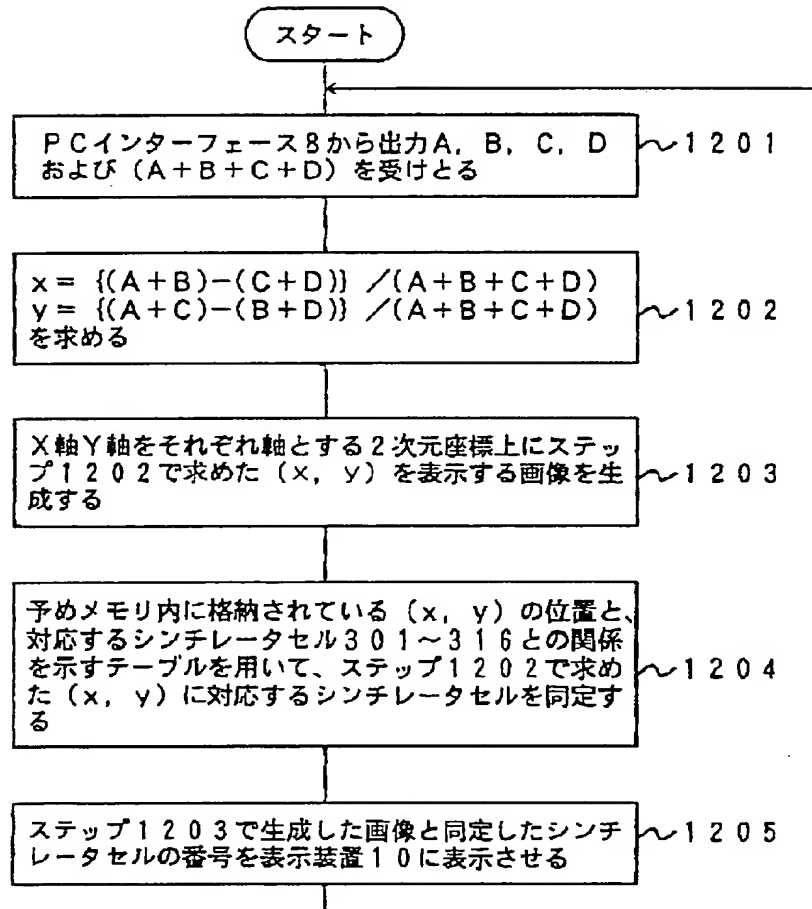 スタート
PCインターフェース8から出力A, B, C, D
および(A+B+C+D)を受けとる
1201
x= {(A+B)-(C+D)} /(A+B+C+D)
y= {(A+C)-(B+D)} /(A+B+C+D)
を求める
1202
X軸Y軸をそれぞれ軸とする2次元座標上にステッ
プ1202で求めた(x, y)を表示する画像を生
成する
1203
予めメモリ内に格納されている(x, y)の位置と、
対応するシンチレータセル301~316との関係
を示すテーブルを用いて、ステップ1202で求め
た(x, y)に対応するシンチレータセルを同定す
る
1204
ステップ1203で生成した画像と同定したシンチ
レータセルの番号を表示装置10に表示させる
1205